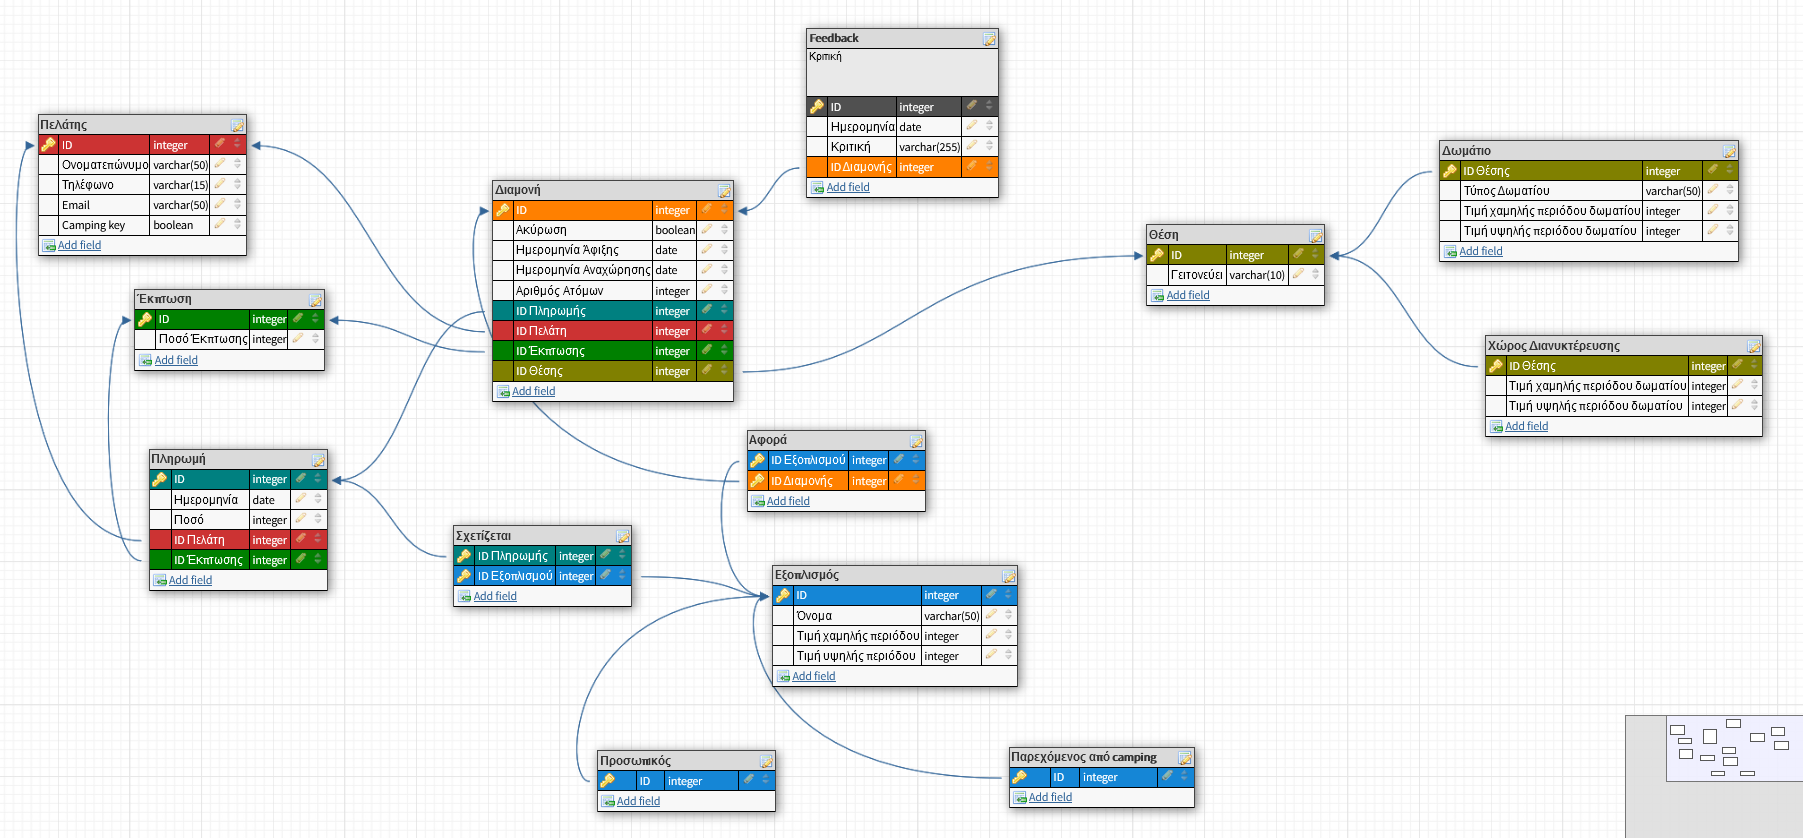 Feedback
Κριτική
ID integer
Ημερομηνία date
Κριτική varchar(255)
ID Διαμονής integer
Add field
Πελάτης
ID integer
Ονοματεπώνυμο varchar(50)
Τηλέφωνο varchar(15)
Email varchar(50)
Camping key boolean
Add field
Διαμονή
ID integer
Ακύρωση boolean
Ημερομηνία Άφιξης date
Ημερομηνία Αναχώρησης date
Αριθμός Ατόμων integer
ID Πληρωμής integer
ID Πελάτη integer
ID Έκπτωσης integer
ID Θέσης integer
Add field
Δωμάτιο
ID Θέσης integer
Τύπος Δωματίου varchar(50)
Τιμή χαμηλής περιόδου δωματίου integer
Τιμή υψηλής περιόδου δωματίου integer
Add field
Θέση
ID integer
Γειτονεύει varchar(10)
Add field
Έκπτωση
ID integer
Ποσό Έκπτωσης integer
Add field
Χώρος Διανυκτέρευσης
ID Θέσης integer
Τιμή χαμηλής περιόδου δωματίου integer
Τιμή υψηλής περιόδου δωματίου integer
Add field
Πληρωμή
ID integer
Ημερομηνία date
Ποσό integer
ID Πελάτη integer
ID Έκπτωσης integer
Add field
Αφορά
ID Εξοπλισμού integer
ID Διαμονής integer
Add field
Σχετίζεται
ID Πληρωμής integer
ID Εξοπλισμού integer
Add field
Εξοπλισμός
ID integer
Όνομα varchar(50)
Τιμή χαμηλής περιόδου integer
Τιμή υψηλής περιόδου integer
Add field
Προσωπικός
ID integer
Add field
Παρεχόμενος από camping
ID integer
Add field